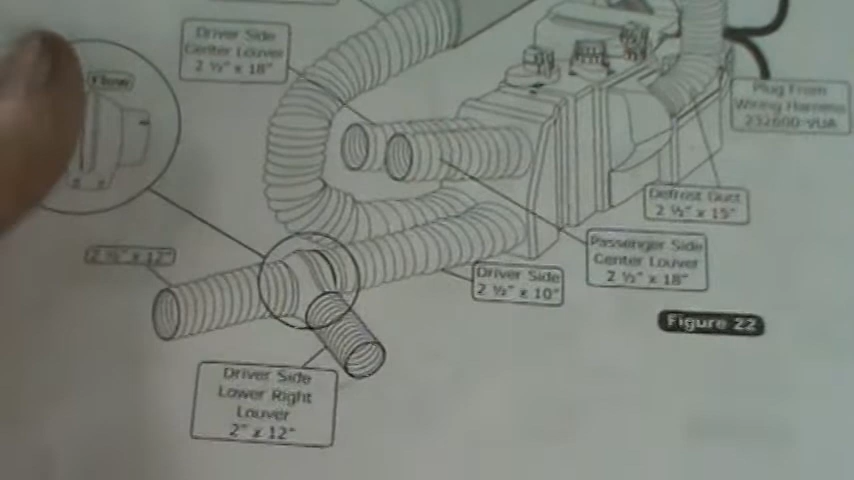 Driver Side
Center Louver
2 ½" x 18"
Flow
Plug From
Wiring Harness
232600-VUA
Defrost Duct
2 ½" x 15"
Passenger Side
Center Louver
2 ½" x 18"
2 ½" x 12"
Driver Side
2 ½" x 10"
Figure 22
Driver Side
Lower Right
Louver
2" x 12"